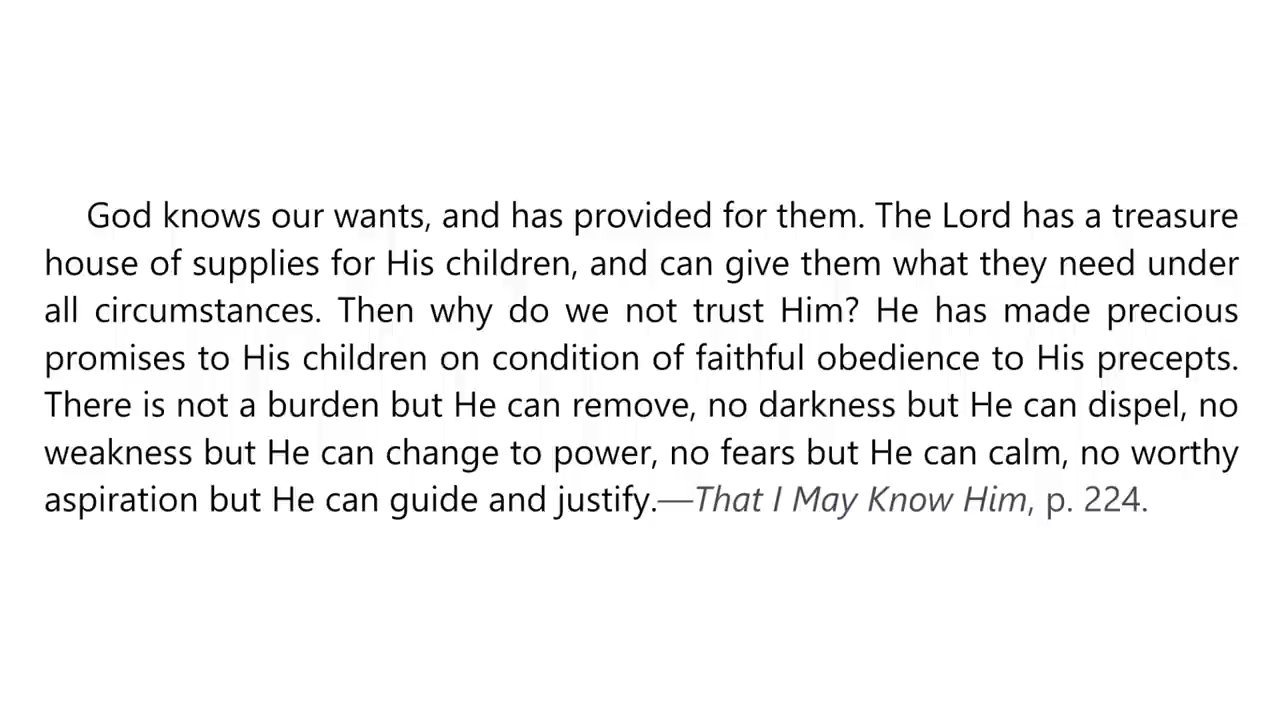 God knows our wants, and has provided for them. The Lord has a treasure
house of supplies for His children, and can give them what they need under
all circumstances. Then why do we not trust Him? He has made precious
promises to His children on condition of faithful obedience to His precepts.
There is not a burden but He can remove, no darkness but He can dispel, no
weakness but He can change to power, no fears but He can calm, no worthy
aspiration but He can guide and justify.—That I May Know Him, p. 224.